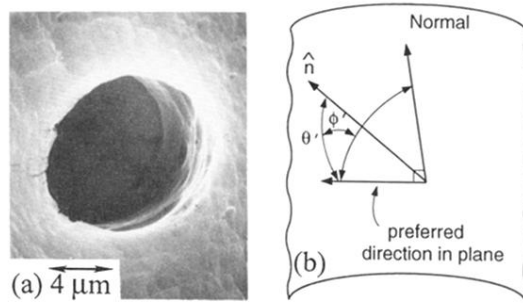 (a) 4 μm
Normal
n̂
ϕ′
θ′
preferred
direction in plane
(b)